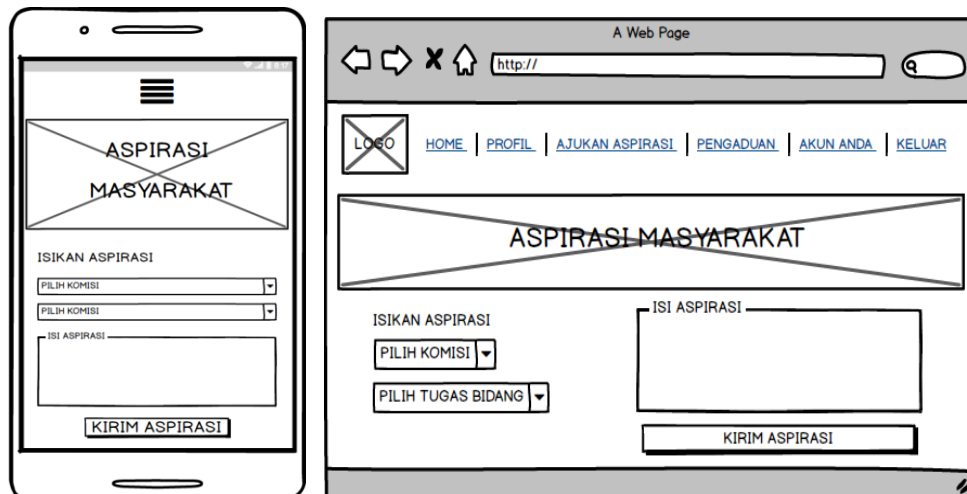 ASPIRASI
MASYARAKAT
ISIKAN ASPIRASI
PILIH KOMISI
PILIH KOMISI
ISI ASPIRASI
KIRIM ASPIRASI
A Web Page
http://
LOGO HOME PROFIL AJUKAN ASPIRASI PENGADUAN AKUN ANDA KELUAR
ASPIRASI MASYARAKAT
ISIKAN ASPIRASI
PILIH KOMISI
PILIH TUGAS BIDANG
ISI ASPIRASI
KIRIM ASPIRASI